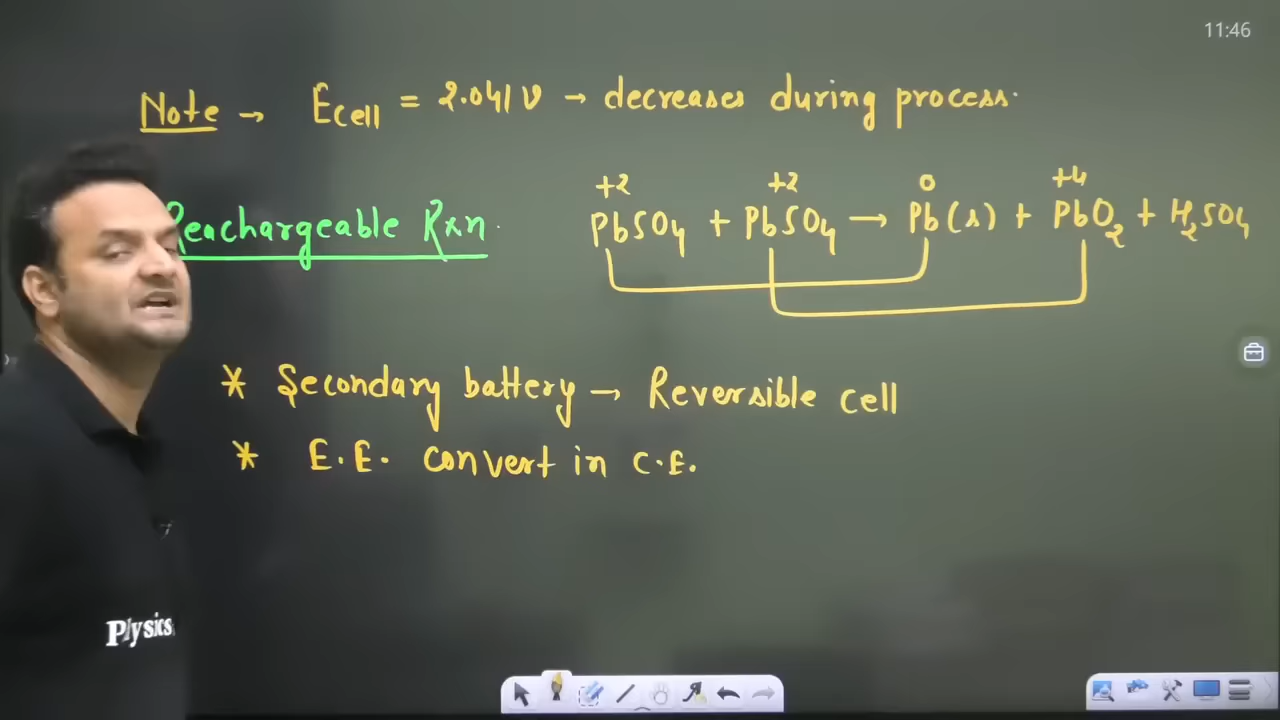 11:46
Note → Ecell = 2.041V → decreases during process.
+2 +2 0 +4
Reachargeable Rxn. PbSO4 + PbSO4 → Pb(s) + PbO2 + H2SO4
* Secondary battery → Reversible cell
* E.E. convert in C.E.
Physics